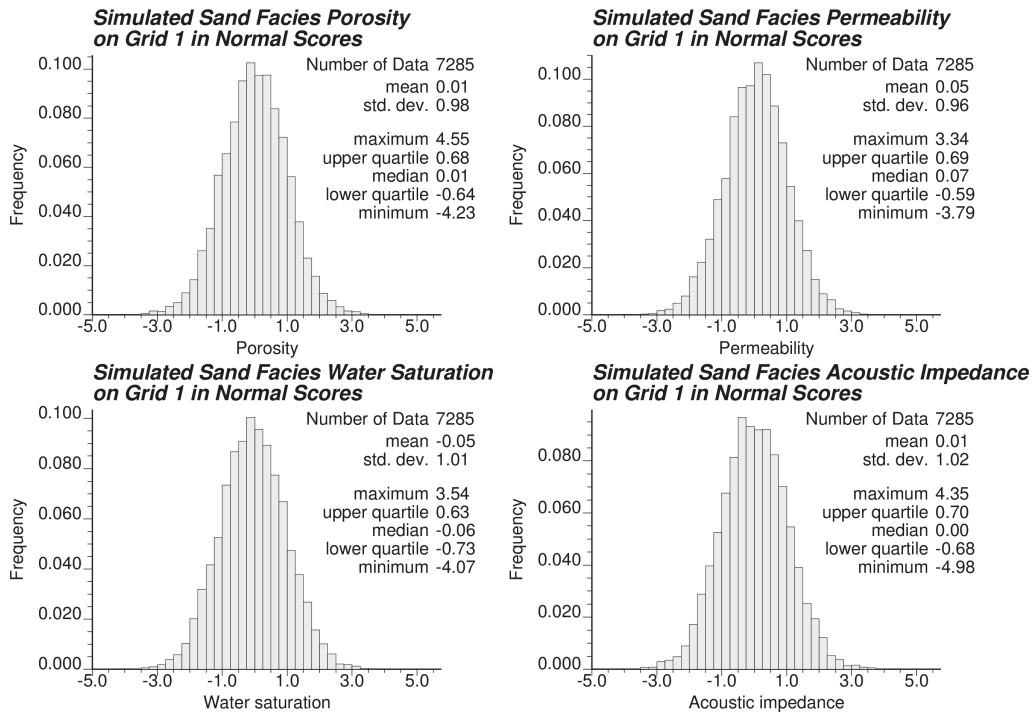 Simulated Sand Facies Porosity
on Grid 1 in Normal Scores
Number of Data 7285
mean 0.01
std. dev. 0.98
maximum 4.55
upper quartile 0.68
median 0.01
lower quartile -0.64
minimum -4.23
Frequency
0.100
0.080
0.060
0.040
0.020
0.000
-5.0 -3.0 -1.0 1.0 3.0 5.0
Porosity
Simulated Sand Facies Permeability
on Grid 1 in Normal Scores
Number of Data 7285
mean 0.05
std. dev. 0.96
maximum 3.34
upper quartile 0.69
median 0.07
lower quartile -0.59
minimum -3.79
Frequency
0.100
0.080
0.060
0.040
0.020
0.000
-5.0 -3.0 -1.0 1.0 3.0 5.0
Permeability
Simulated Sand Facies Water Saturation
on Grid 1 in Normal Scores
Number of Data 7285
mean -0.05
std. dev. 1.01
maximum 3.54
upper quartile 0.63
median -0.06
lower quartile -0.73
minimum -4.07
Frequency
0.100
0.080
0.060
0.040
0.020
0.000
-5.0 -3.0 -1.0 1.0 3.0 5.0
Water saturation
Simulated Sand Facies Acoustic Impedance
on Grid 1 in Normal Scores
Number of Data 7285
mean 0.01
std. dev. 1.02
maximum 4.35
upper quartile 0.70
median 0.00
lower quartile -0.68
minimum -4.98
Frequency
0.080
0.060
0.040
0.020
0.000
-5.0 -3.0 -1.0 1.0 3.0 5.0
Acoustic impedance